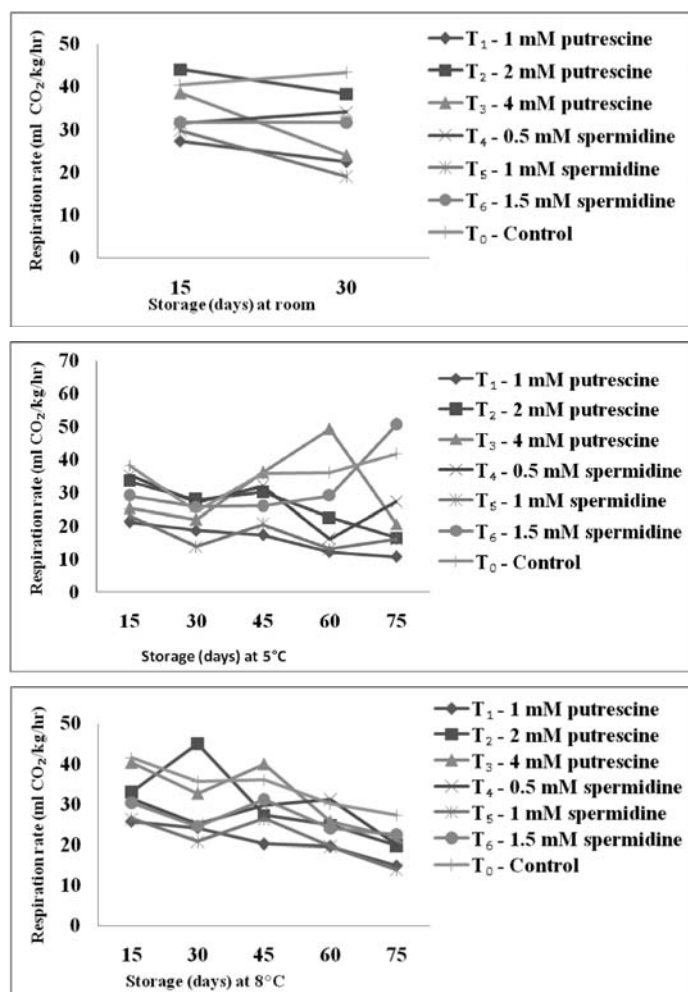 50
40
30
20
10
0
Respiration rate (ml CO₂/kg/hr)
15 30
Storage (days) at room
T₁ - 1 mM putrescine
T₂ - 2 mM putrescine
T₃ - 4 mM putrescine
T₄ - 0.5 mM spermidine
T₅ - 1 mM spermidine
T₆ - 1.5 mM spermidine
T₀ - Control
70
60
50
40
30
20
10
0
Respiration rate (ml CO₂/kg/hr)
15 30 45 60 75
Storage (days) at 5°C
T₁ - 1 mM putrescine
T₂ - 2 mM putrescine
T₃ - 4 mM putrescine
T₄ - 0.5 mM spermidine
T₅ - 1 mM spermidine
T₆ - 1.5 mM spermidine
T₀ - Control
50
40
30
20
10
0
Respiration rate (ml CO₂/kg/hr)
15 30 45 60 75
Storage (days) at 8°C
T₁ - 1 mM putrescine
T₂ - 2 mM putrescine
T₃ - 4 mM putrescine
T₄ - 0.5 mM spermidine
T₅ - 1 mM spermidine
T₆ - 1.5 mM spermidine
T₀ - Control